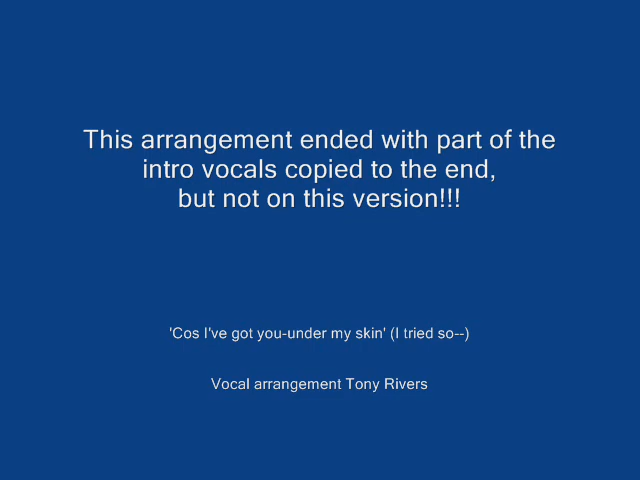 This arrangement ended with part of the
intro vocals copied to the end,
but not on this version!!!
'Cos I've got you-under my skin' (I tried so--)
Vocal arrangement Tony Rivers